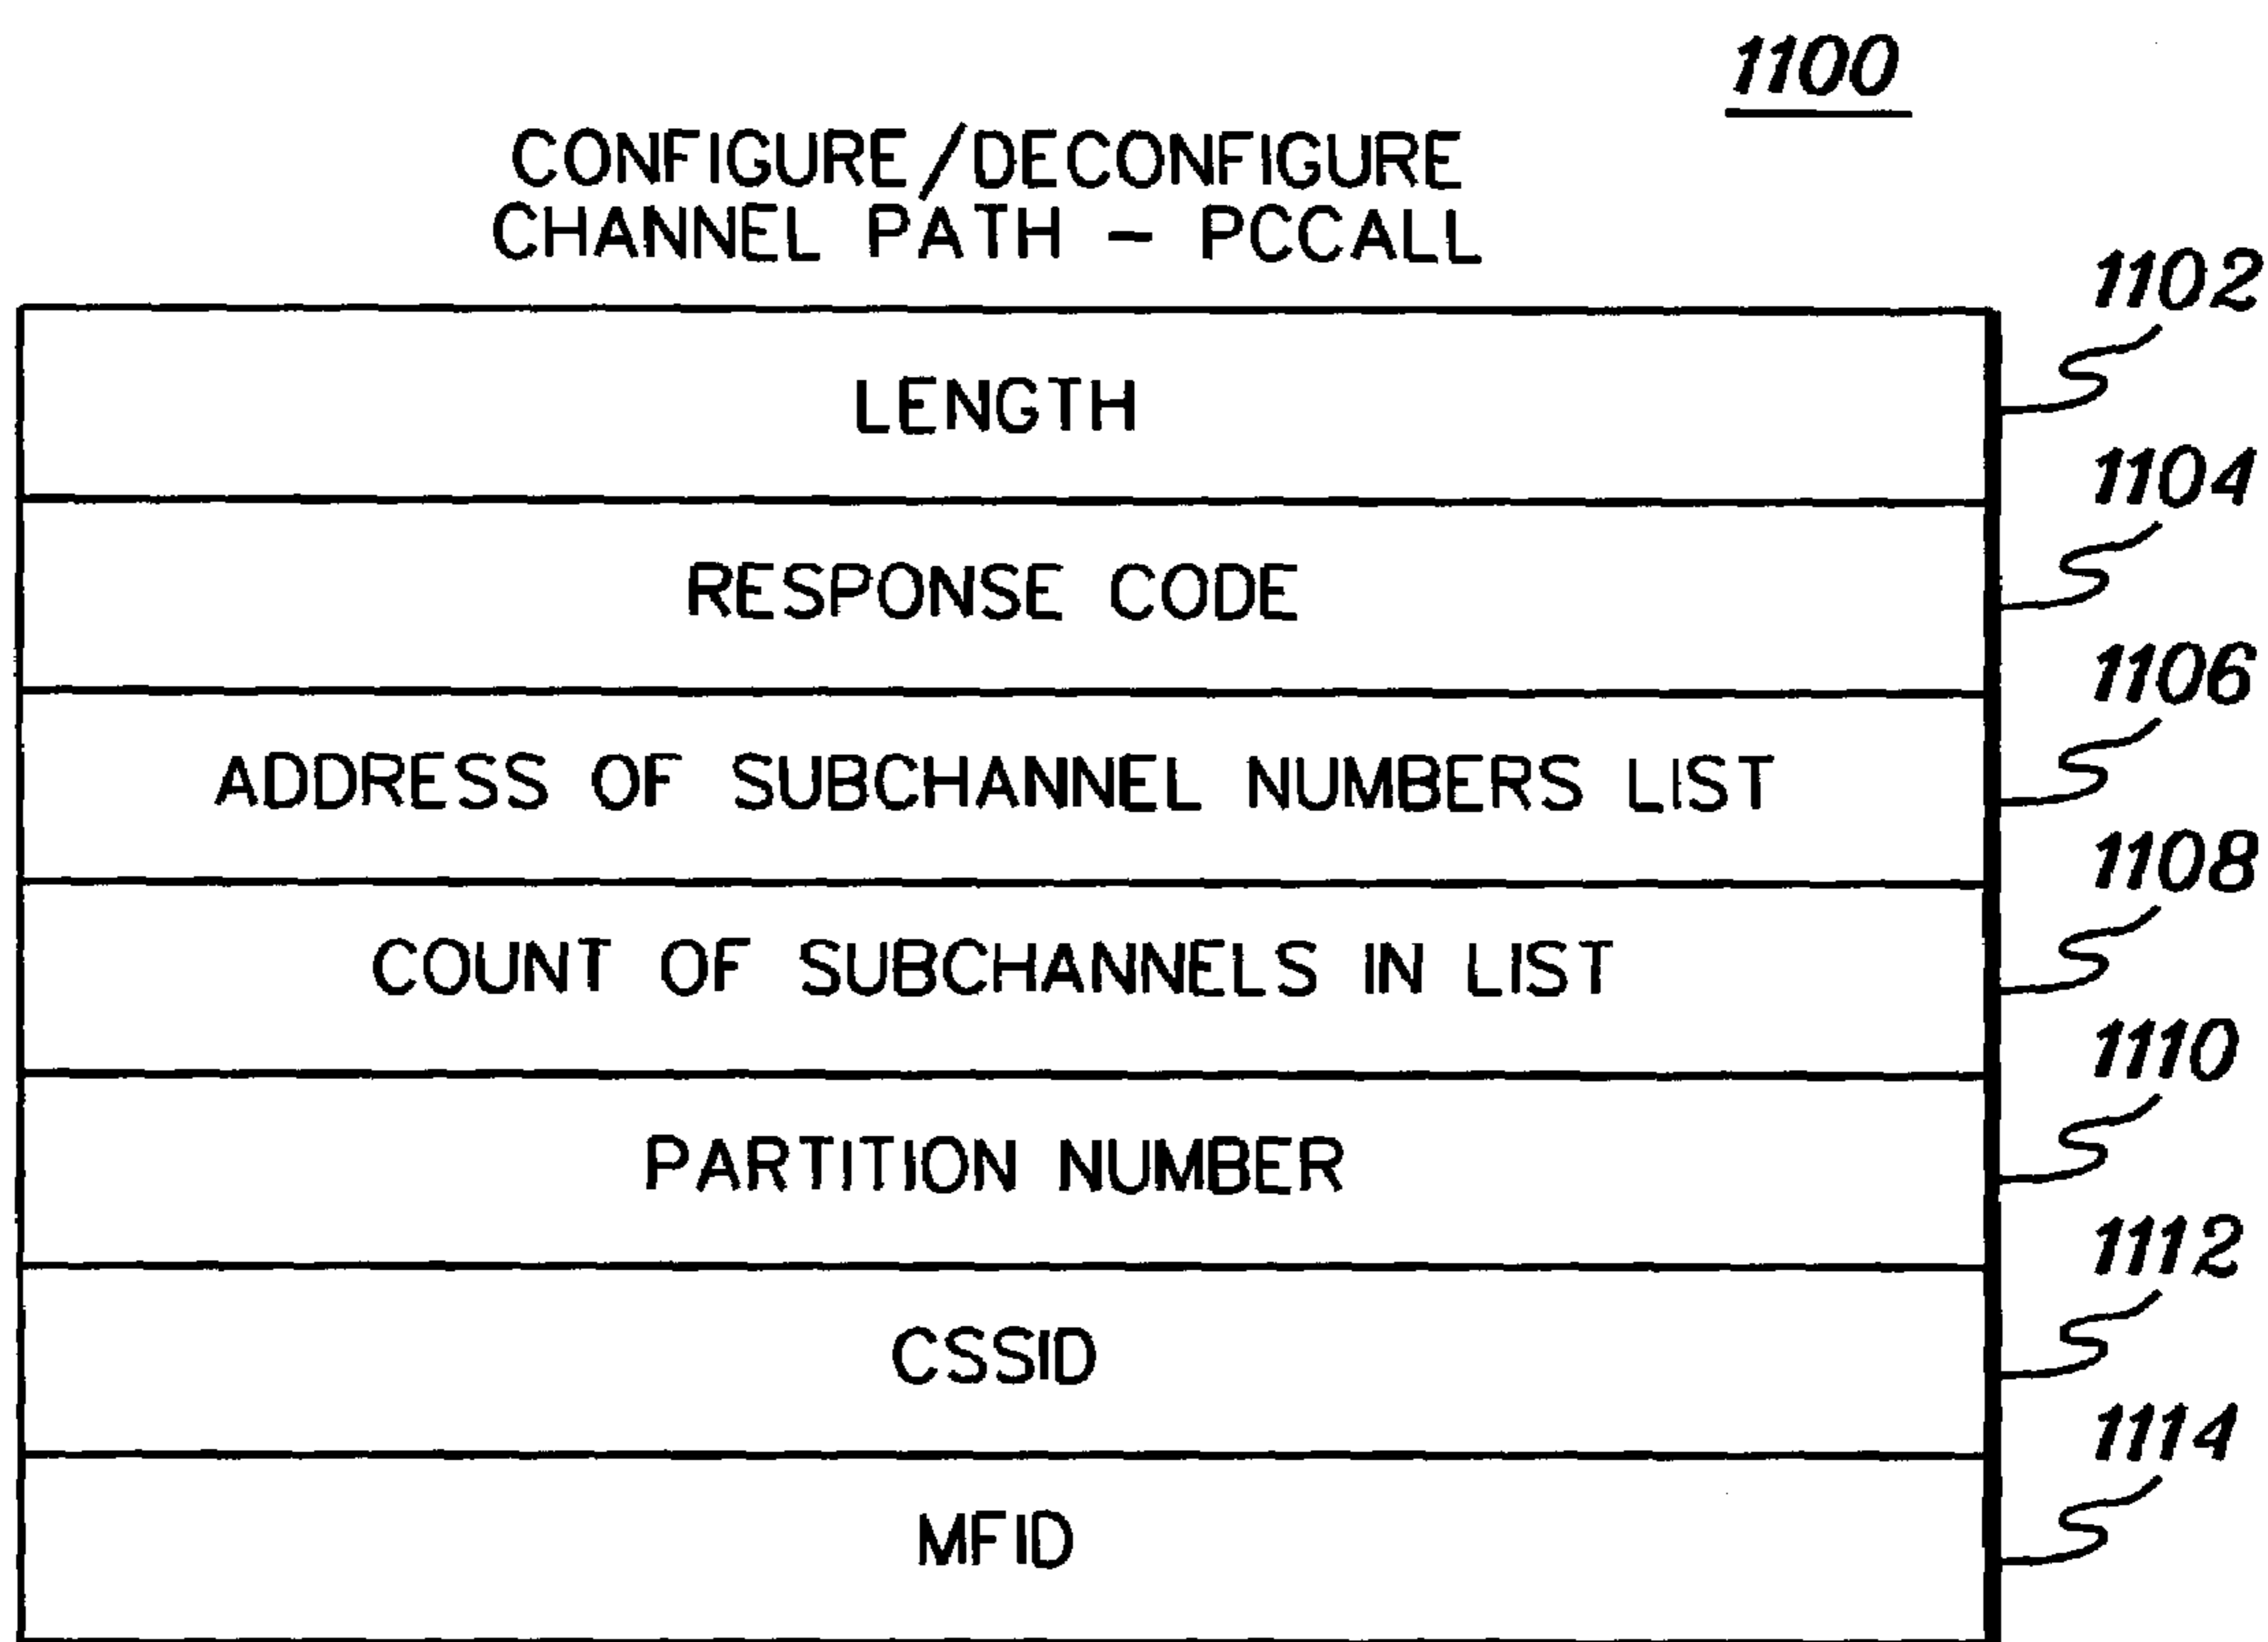 1100
CONFIGURE/DECONFIGURE
CHANNEL PATH - PCCALL
1102
LENGTH
1104
RESPONSE CODE
1106
ADDRESS OF SUBCHANNEL NUMBERS LIST
1108
COUNT OF SUBCHANNELS IN LIST
1110
PARTITION NUMBER
1112
CSSID
1114
MFID